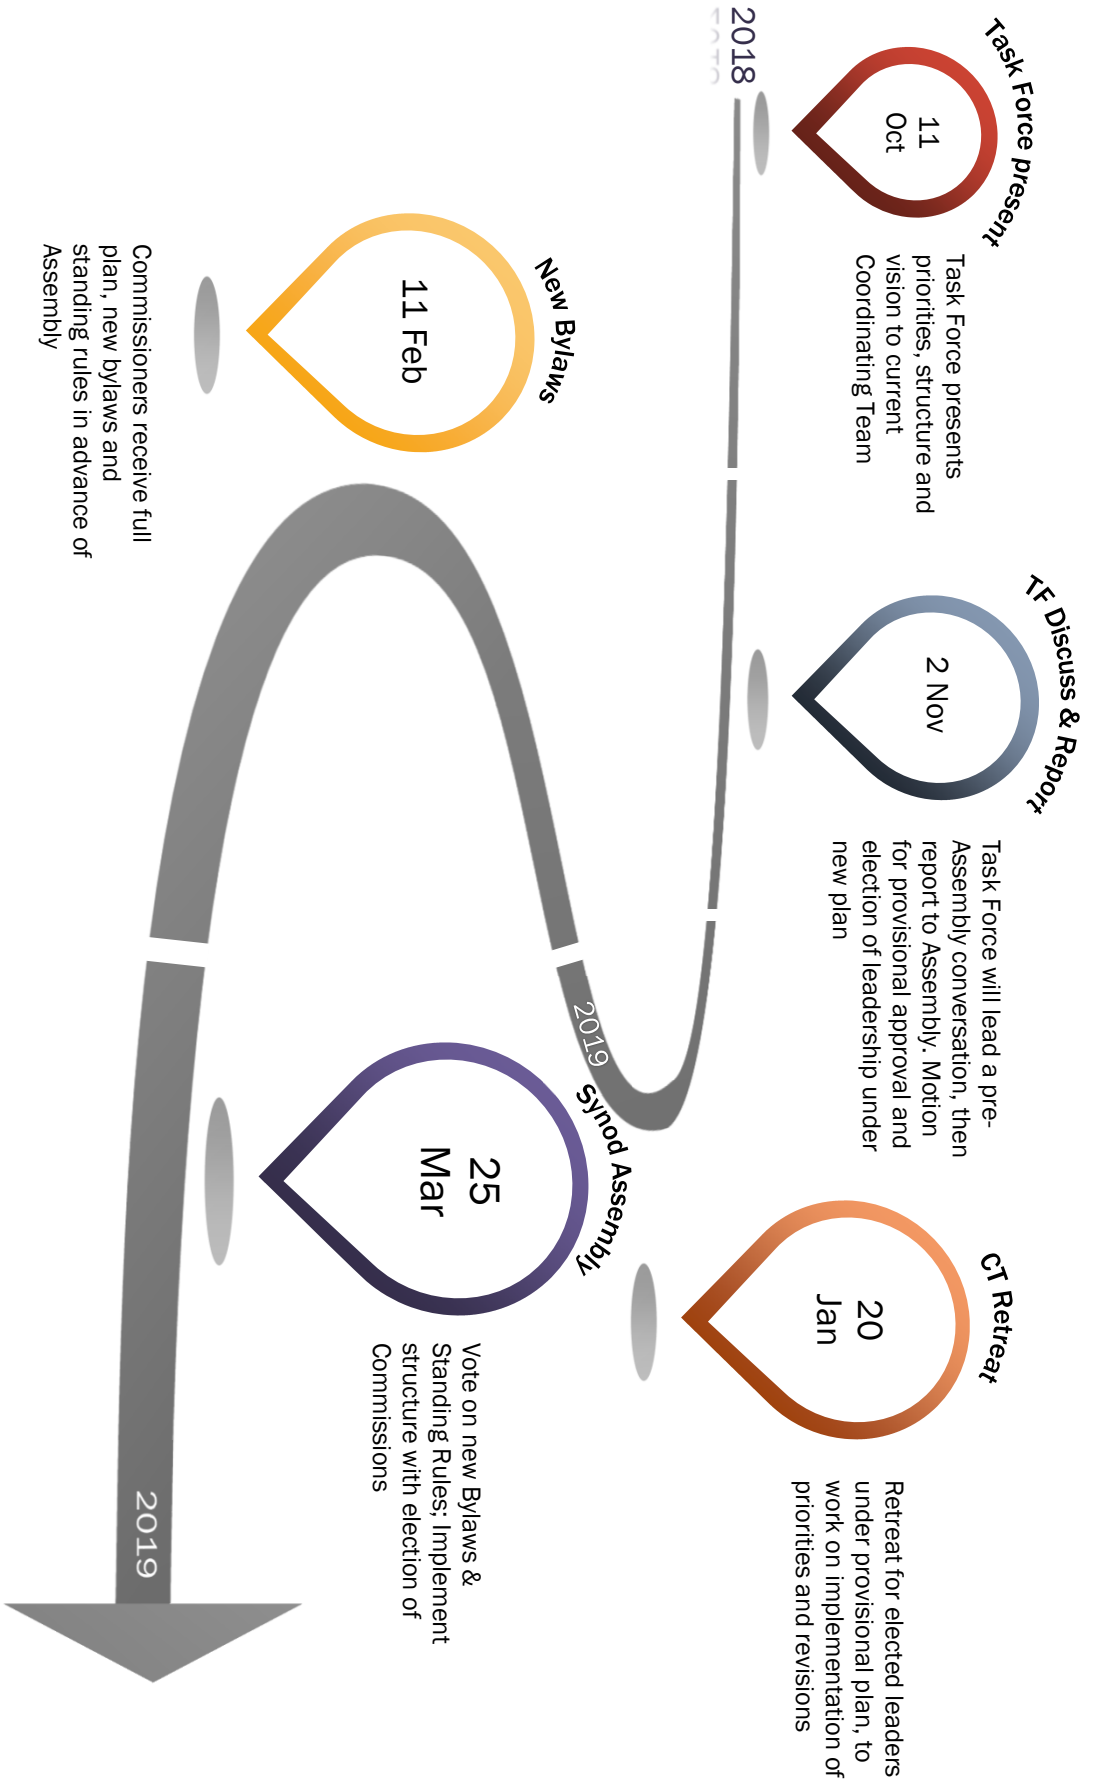 2018
Task Force present
11
Oct
Task Force presents
priorities, structure and
vision to current
Coordinating Team
TF Discuss & Report
2 Nov
Task Force will lead a pre-
Assembly conversation, then
report to Assembly. Motion
for provisional approval and
election of leadership under
new plan
CT Retreat
20
Jan
Retreat for elected leaders
under provisional plan, to
work on implementation of
priorities and revisions
2019
New Bylaws
11 Feb
Commissioners receive full
plan, new bylaws and
standing rules in advance of
Assembly
Synod Assembly
25
Mar
Vote on new Bylaws &
Standing Rules; Implement
structure with election of
Commissions
2019